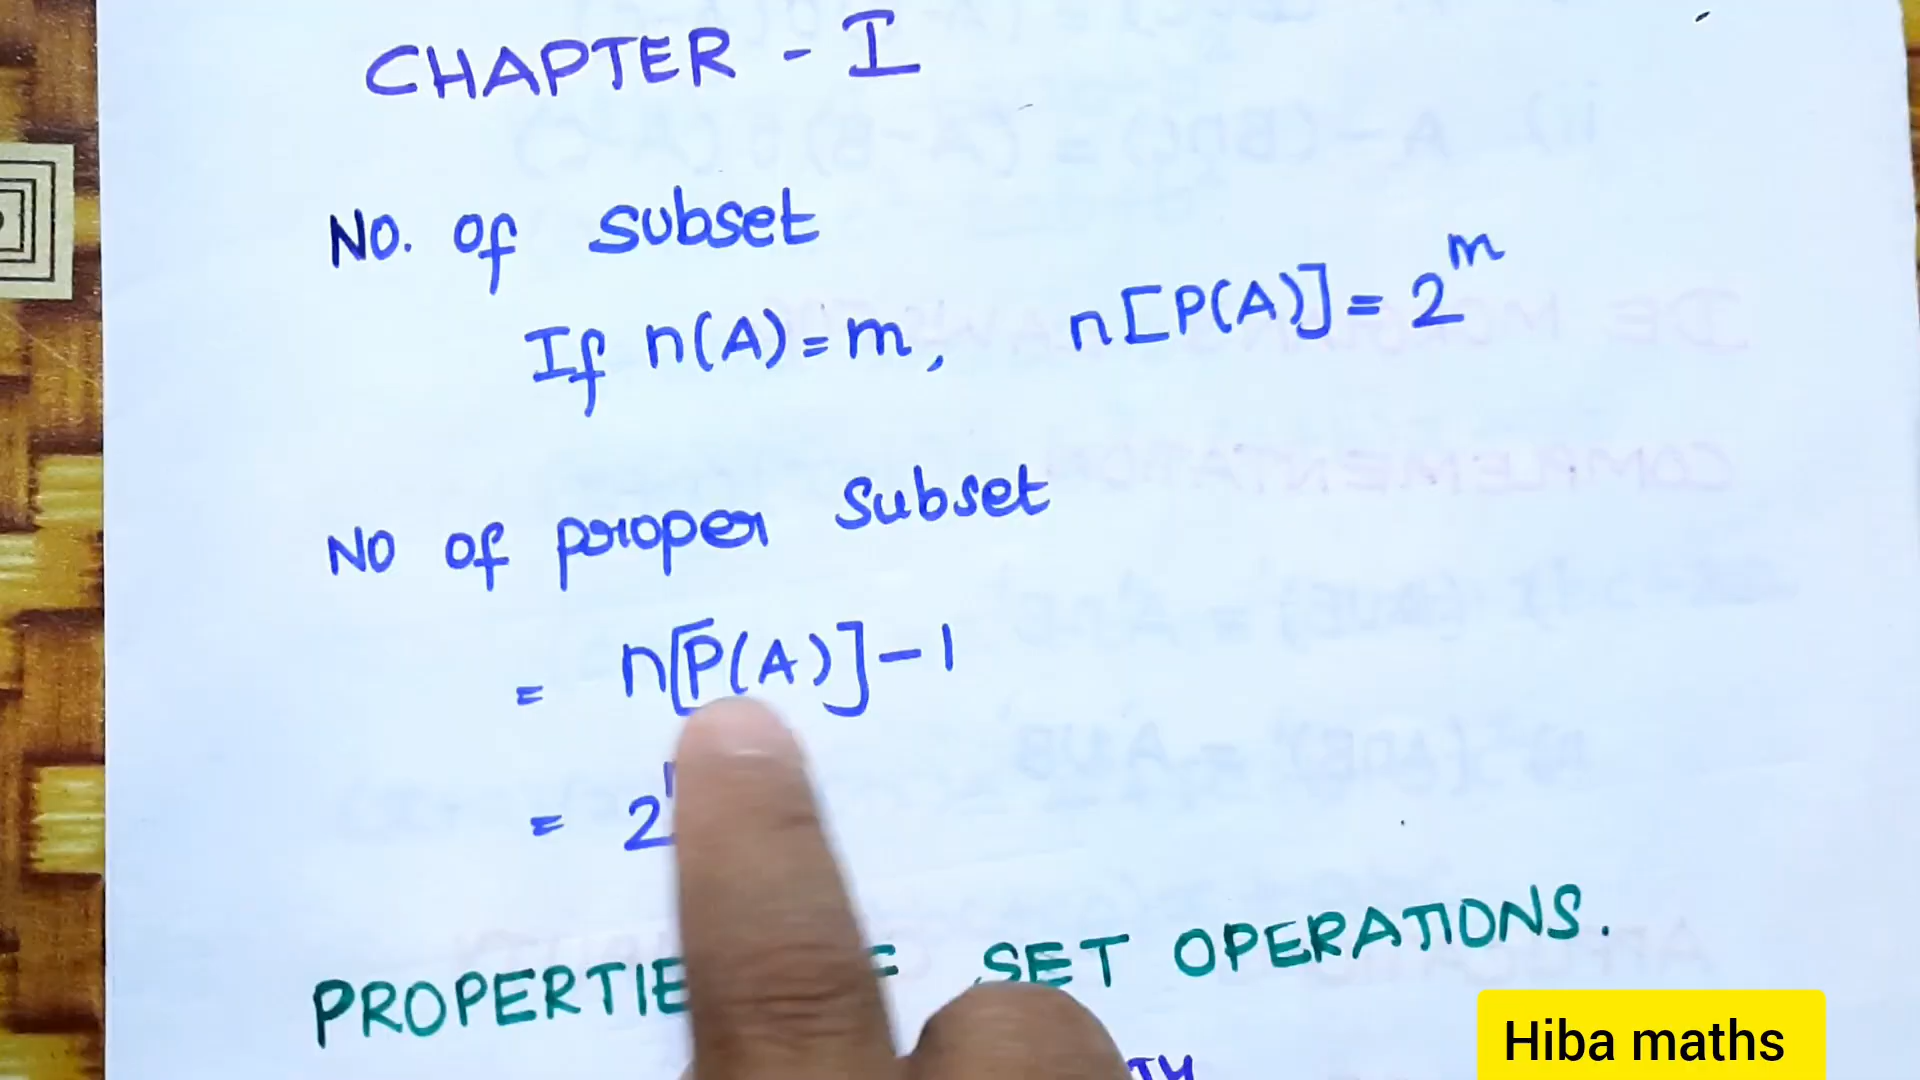 CHAPTER - I
No. of subset
If n(A)=m, n[P(A)]=2^m
No of proper subset
= n[P(A)]-1
= 2
PROPERTIE SET OPERATIONS.
Hiba maths